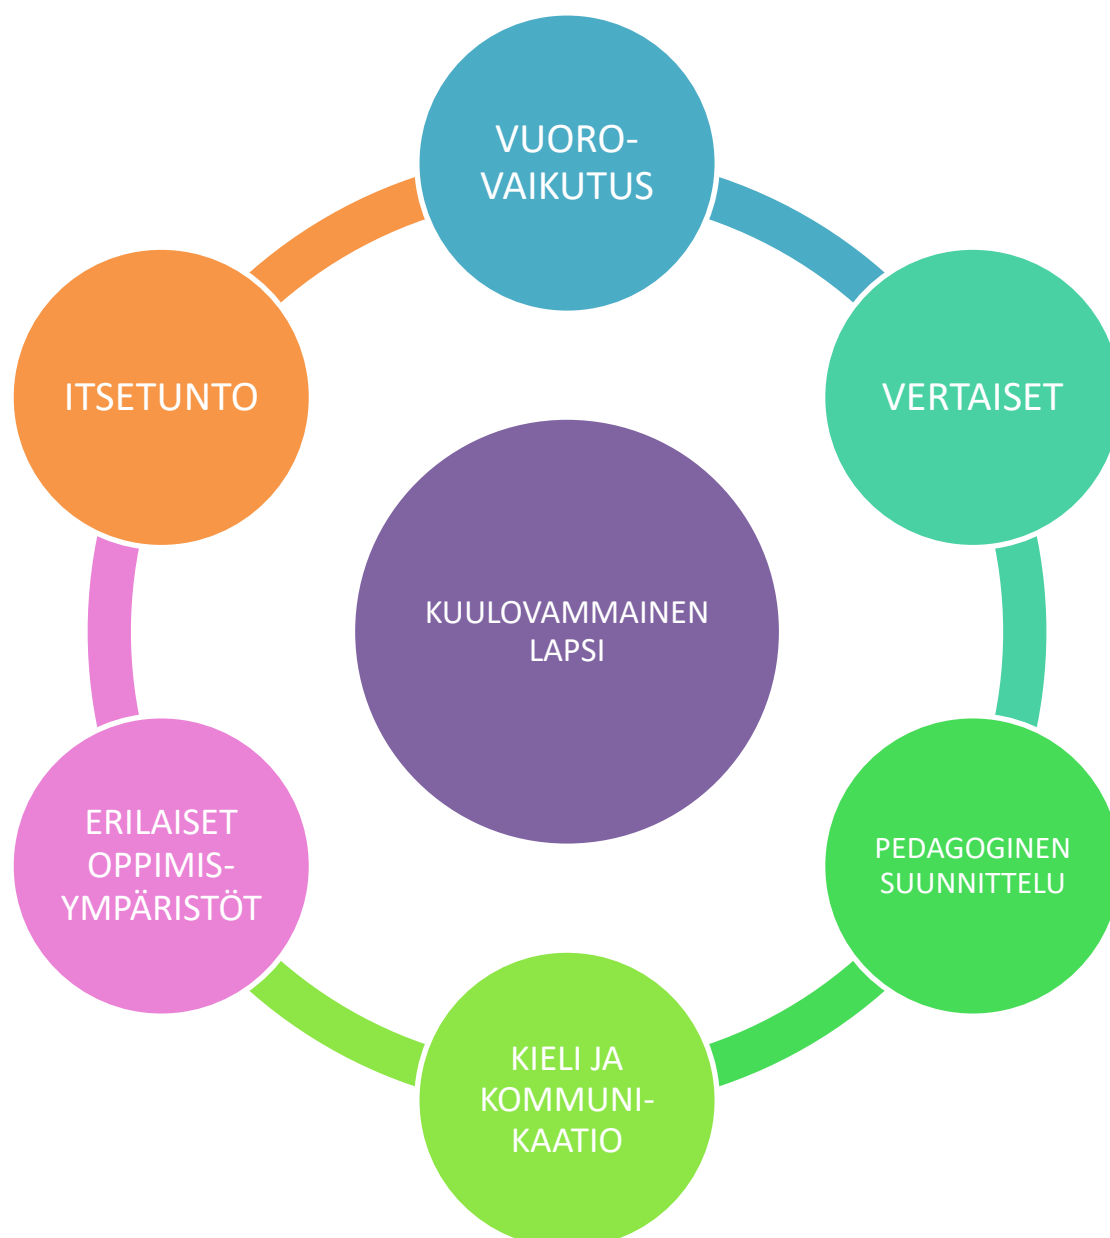 VUORO-
VAIKUTUS
ITSETUNTO
VERTAISET
KUULOVAMMAINEN
LAPSI
ERILAISET
OPPIMIS-
YMPÄRISTÖT
PEDAGOGINEN
SUUNNITTELU
KIELI JA
KOMMUNI-
KAATIO